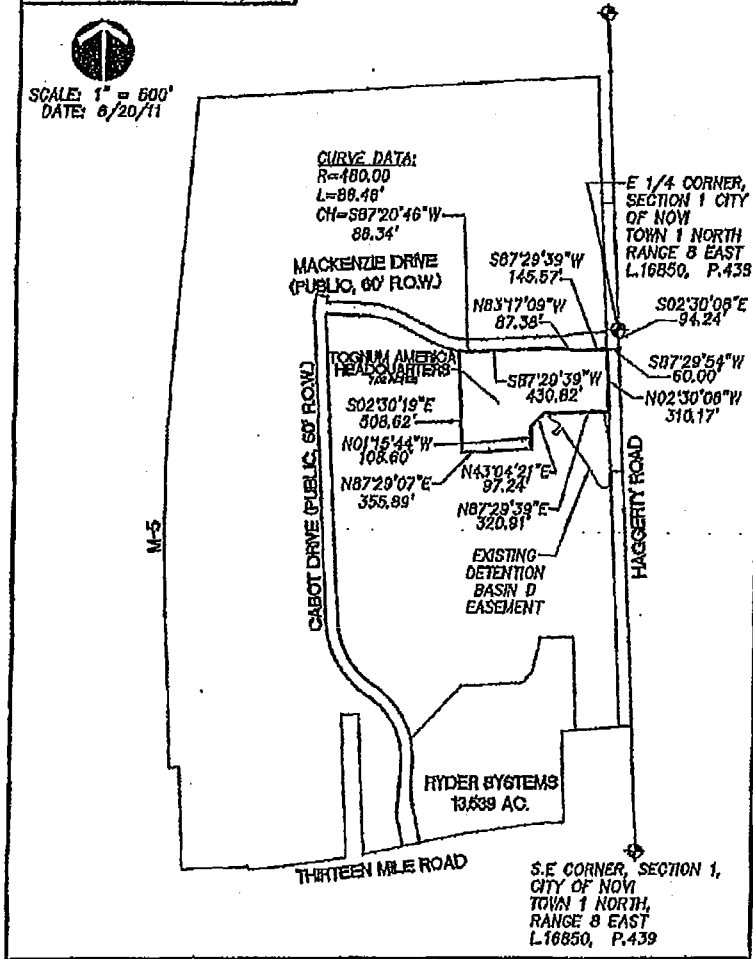 SCALE: 1" = 600'
DATE: 6/20/11
CURVE DATA:
R=480.00
L=88.48'
CH=S87°20'46"W
88.34'
E 1/4 CORNER,
SECTION 1 CITY
OF NOVI
TOWN 1 NORTH
RANGE 8 EAST
L.16850, P.439
MACKENZIE DRIVE
(PUBLIC, 60' R.O.W.)
S87°29'39"W
145.57'
N83°17'09"W
87.38'
S02°30'08"E
94.24'
S87°29'54"W
60.00'
TOGNUM AMERICA
HEADQUARTERS
S87°29'39"W
430.82'
N02°30'08"W
310.17'
S02°30'19"E
508.62'
N01°15'44"W
108.60'
N87°29'07"E
355.89'
N43°04'21"E
97.24'
N87°29'39"E
320.91'
EXISTING
DETENTION
BASIN D
EASEMENT
HAGGERTY ROAD
CABOT DRIVE (PUBLIC, 60' R.O.W.)
M-5
RYDER SYSTEMS
13.539 AC.
THIRTEEN MILE ROAD
S.E CORNER, SECTION 1,
CITY OF NOVI
TOWN 1 NORTH,
RANGE 8 EAST
L.16850, P.439